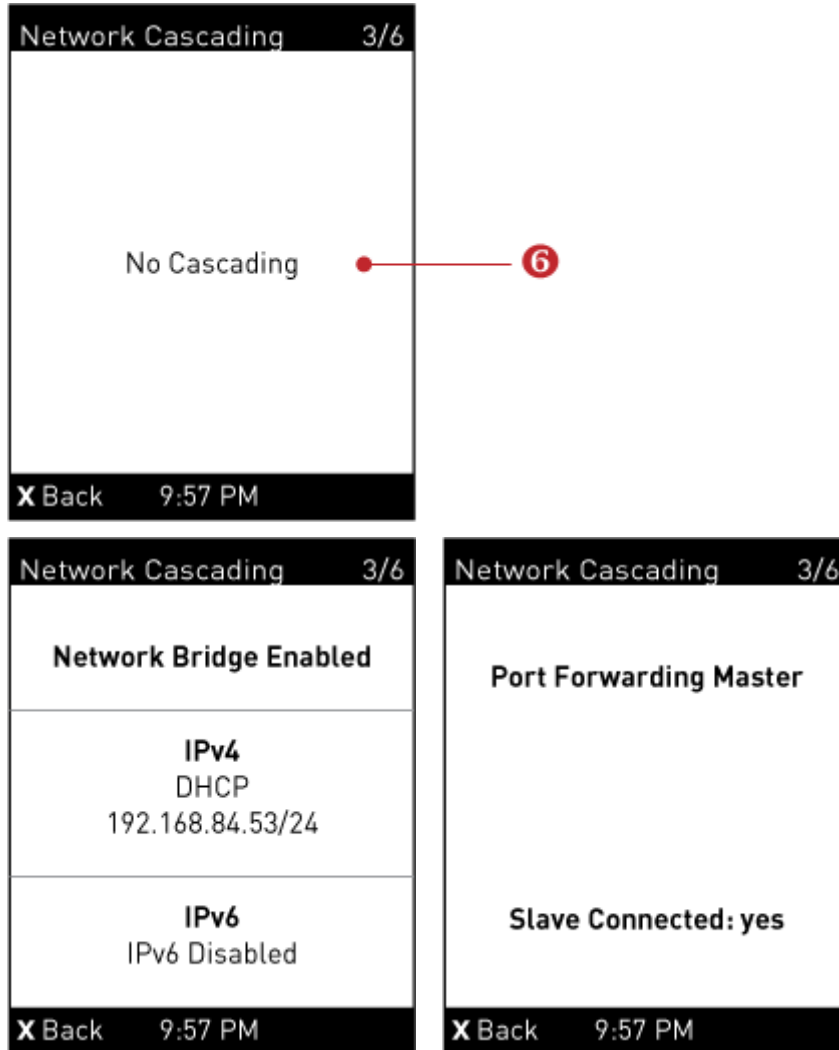 Network Cascading 3/6
No Cascading
6
X Back 9:57 PM
Network Cascading 3/6
Network Bridge Enabled
IPv4
DHCP
192.168.84.53/24
IPv6
IPv6 Disabled
X Back 9:57 PM
Network Cascading 3/6
Port Forwarding Master
Slave Connected: yes
X Back 9:57 PM